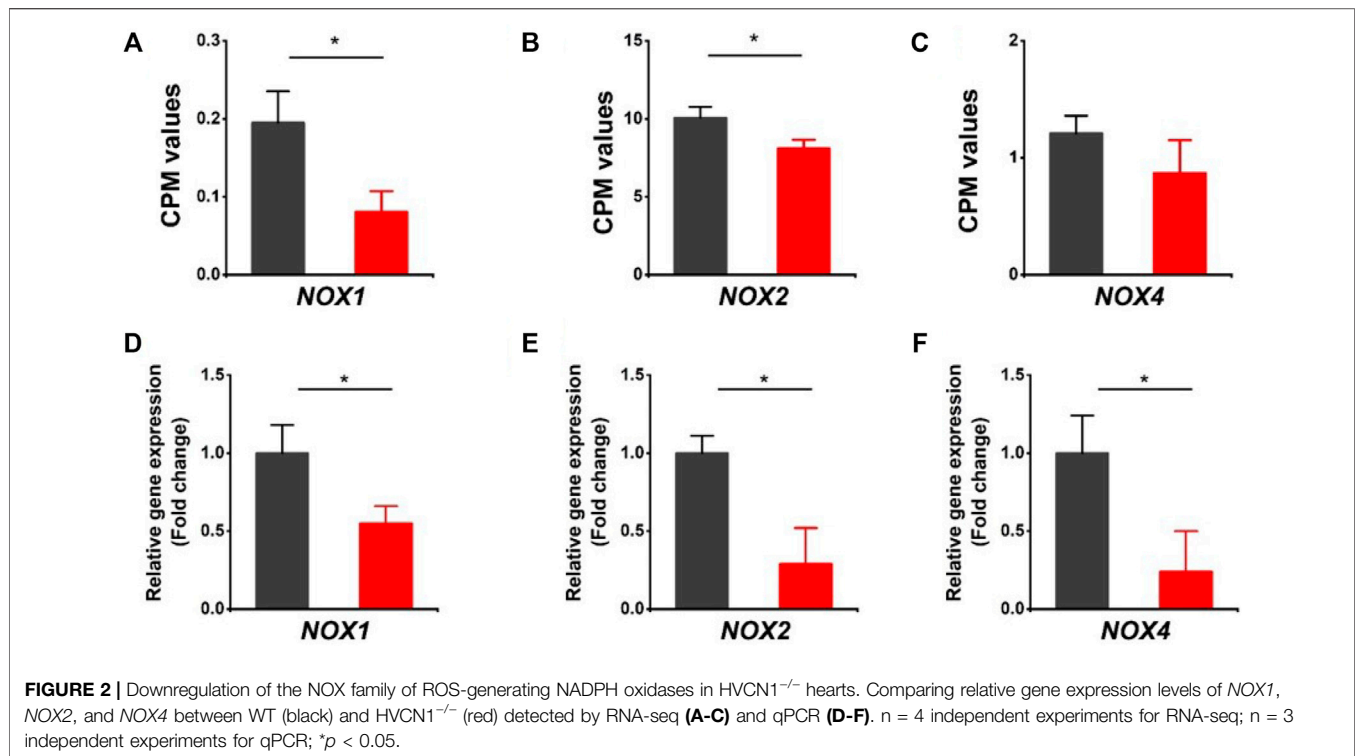 A
B
C
0.3
0.2
0.1
0.0
CPM values
*
NOX1
15
10
5
0
CPM values
*
NOX2
2
1
0
CPM values
NOX4
D
E
F
1.5
1.0
0.5
0.0
Relative gene expression
(Fold change)
*
NOX1
1.5
1.0
0.5
0.0
Relative gene expression
(Fold change)
*
NOX2
1.5
1.0
0.5
0.0
Relative gene expression
(Fold change)
*
NOX4
FIGURE 2 | Downregulation of the NOX family of ROS-generating NADPH oxidases in HVCN1⁻/⁻ hearts. Comparing relative gene expression levels of NOX1,
NOX2, and NOX4 between WT (black) and HVCN1⁻/⁻ (red) detected by RNA-seq (A-C) and qPCR (D-F). n = 4 independent experiments for RNA-seq; n = 3
independent experiments for qPCR; *p < 0.05.